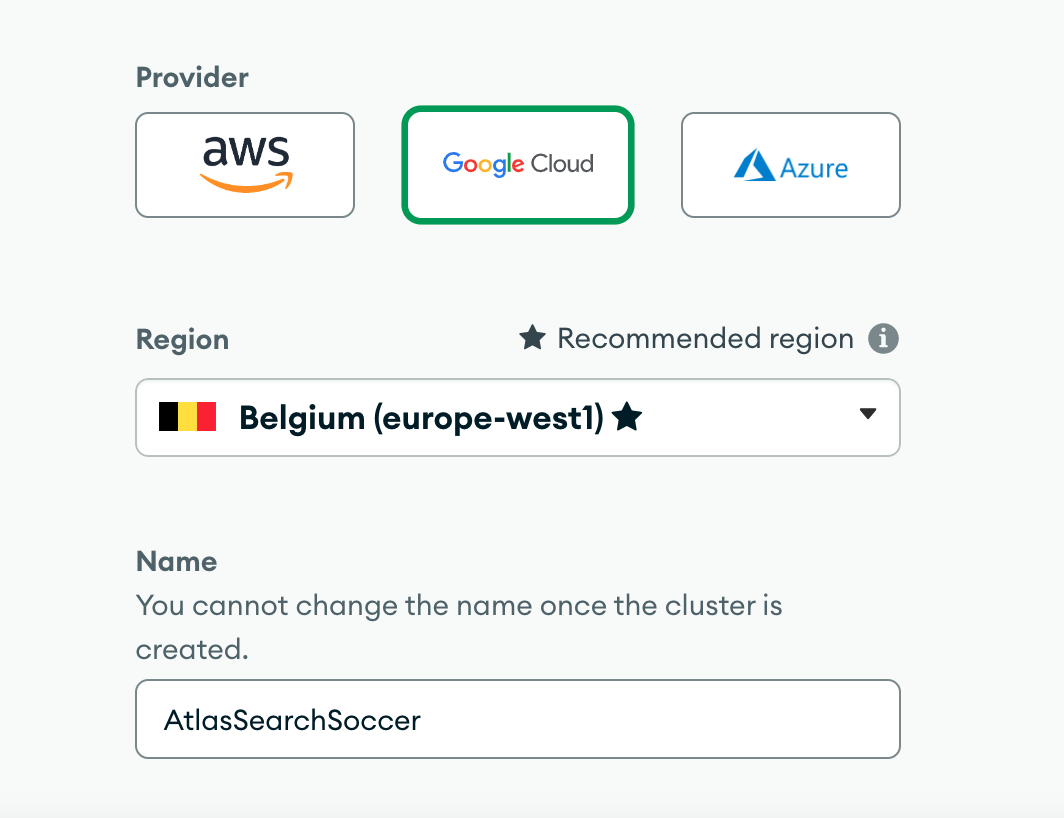 Provider
aws
Google Cloud
Azure
Region
Recommended region
Belgium (europe-west1)
Name
You cannot change the name once the cluster is
created.
AtlasSearchSoccer